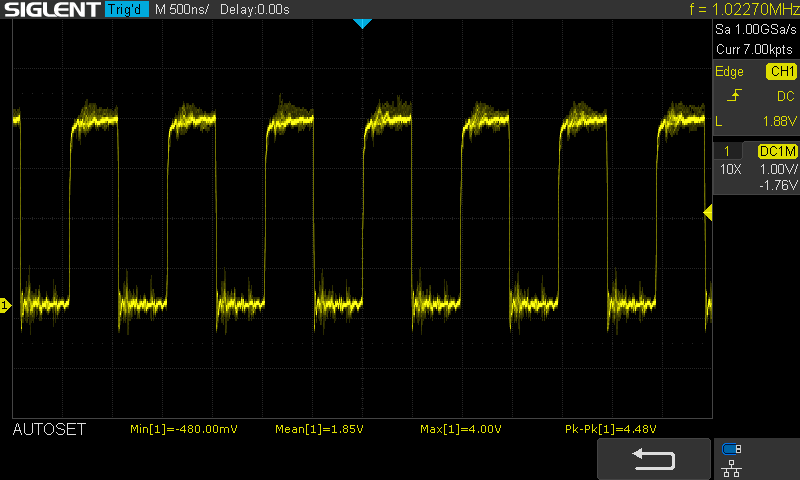 SIGLENT Trig'd M 500ns/ Delay:0.00s f = 1.02270MHz
Sa 1.00GSa/s
Curr 7.00kpts
Edge CH1
DC
L 1.88V
1 DC1M
10X 1.00V/
-1.76V
1
AUTOSET Min[1]=-480.00mV Mean[1]=1.85V Max[1]=4.00V Pk-Pk[1]=4.48V